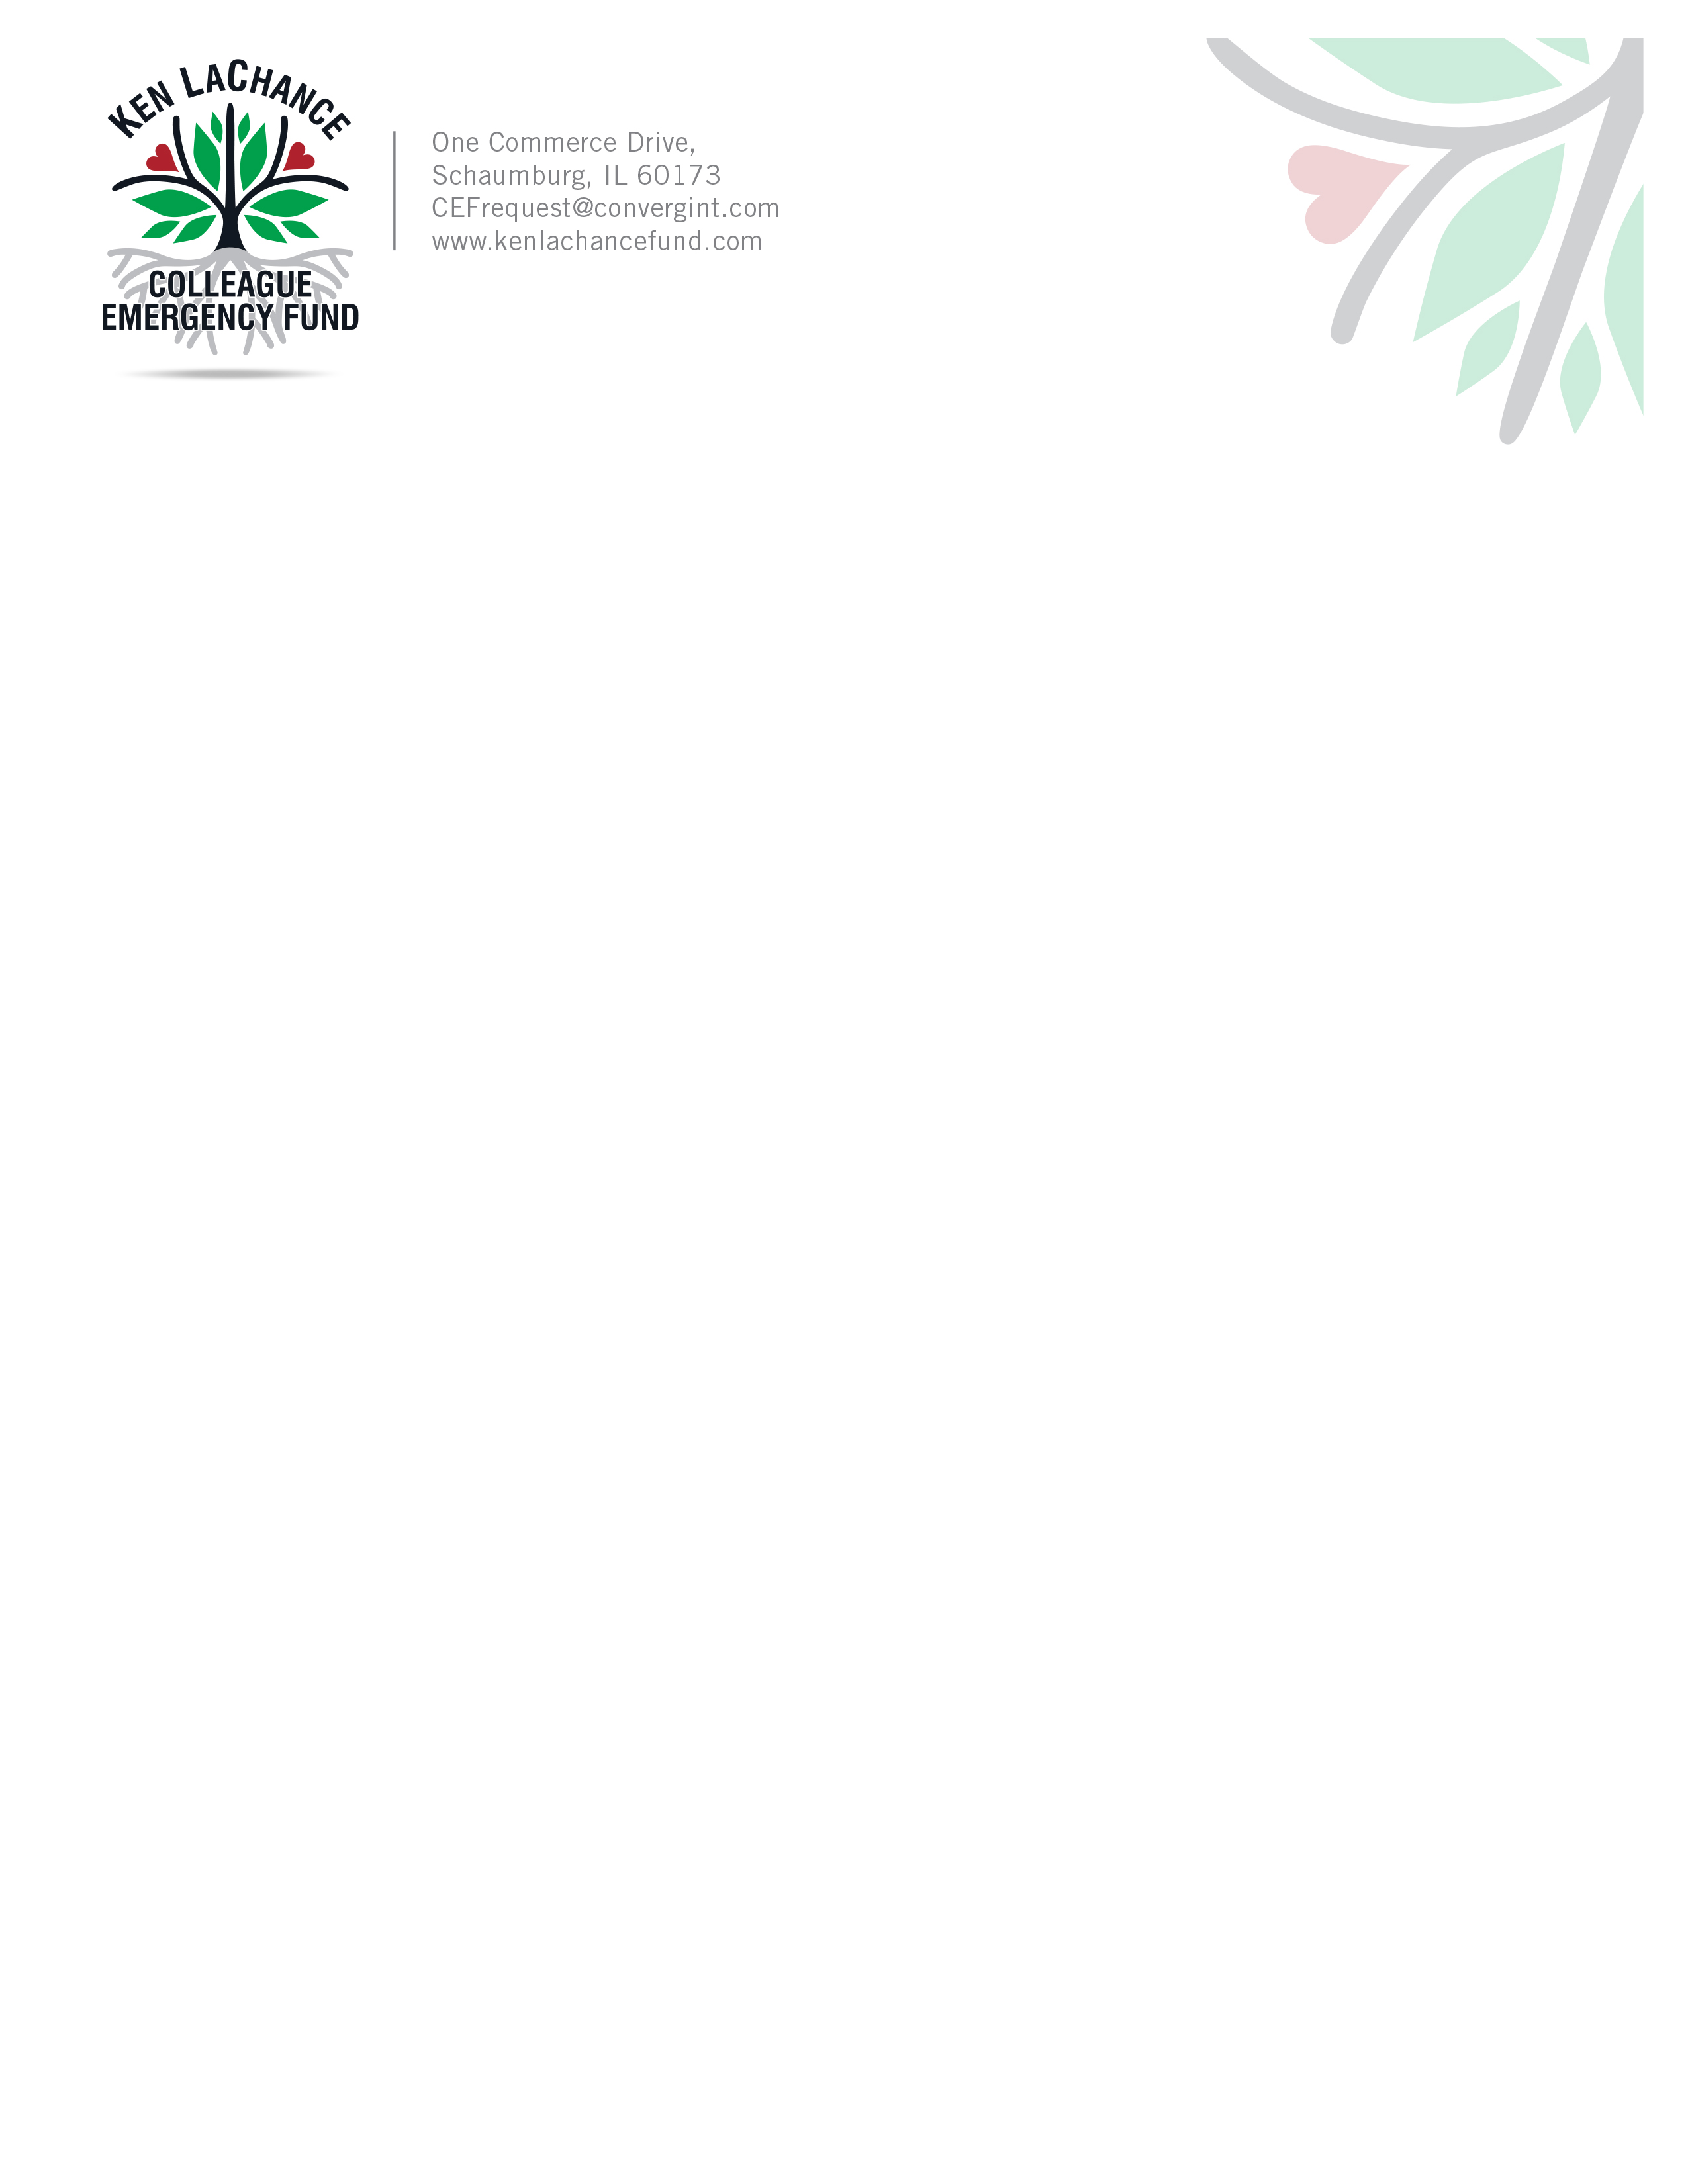 KEN LACHANCE
COLLEAGUE
EMERGENCY FUND
One Commerce Drive,
Schaumburg, IL 60173
CEFrequest@convergint.com
www.kenlachancefund.com